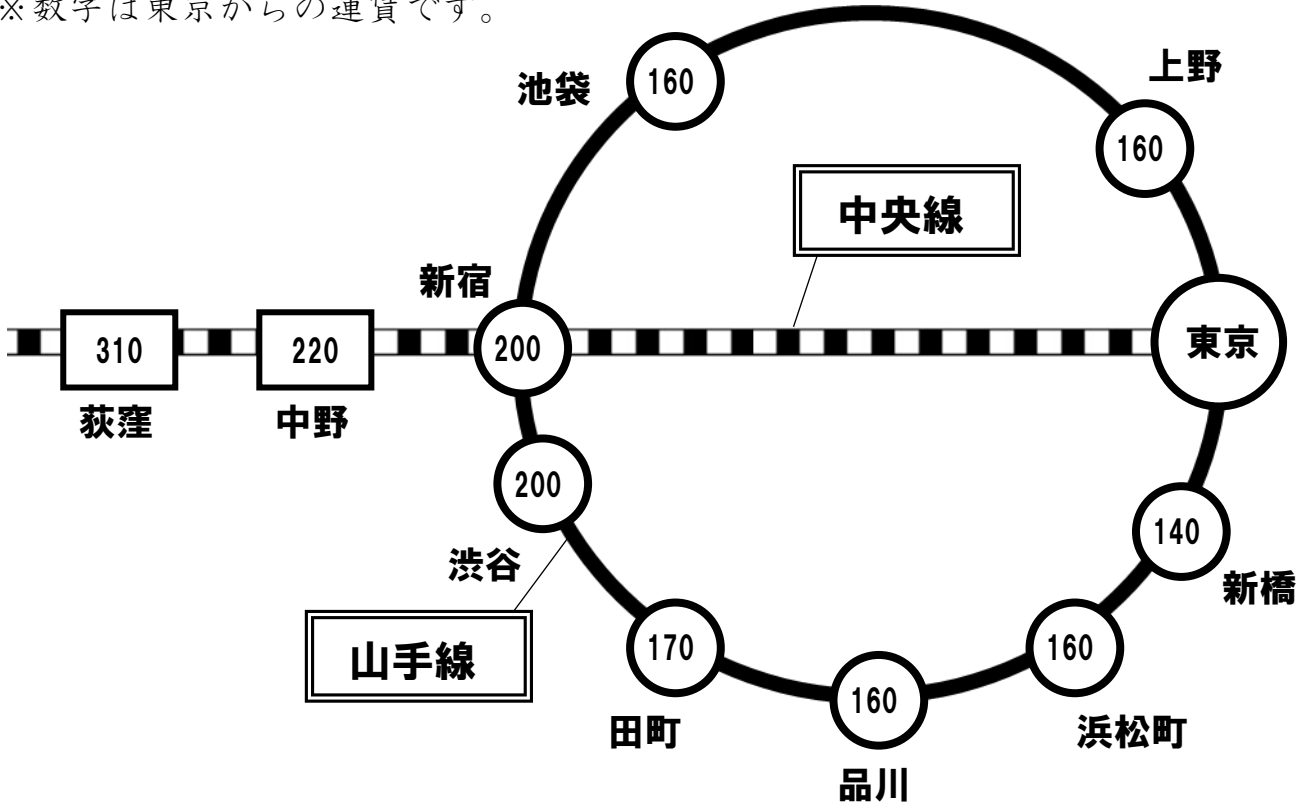 ※数字は東京からの運賃です。
池袋
160
上野
160
中央線
新宿
200
東京
310
荻窪
220
中野
200
渋谷
140
新橋
山手線
170
田町
160
浜松町
160
品川